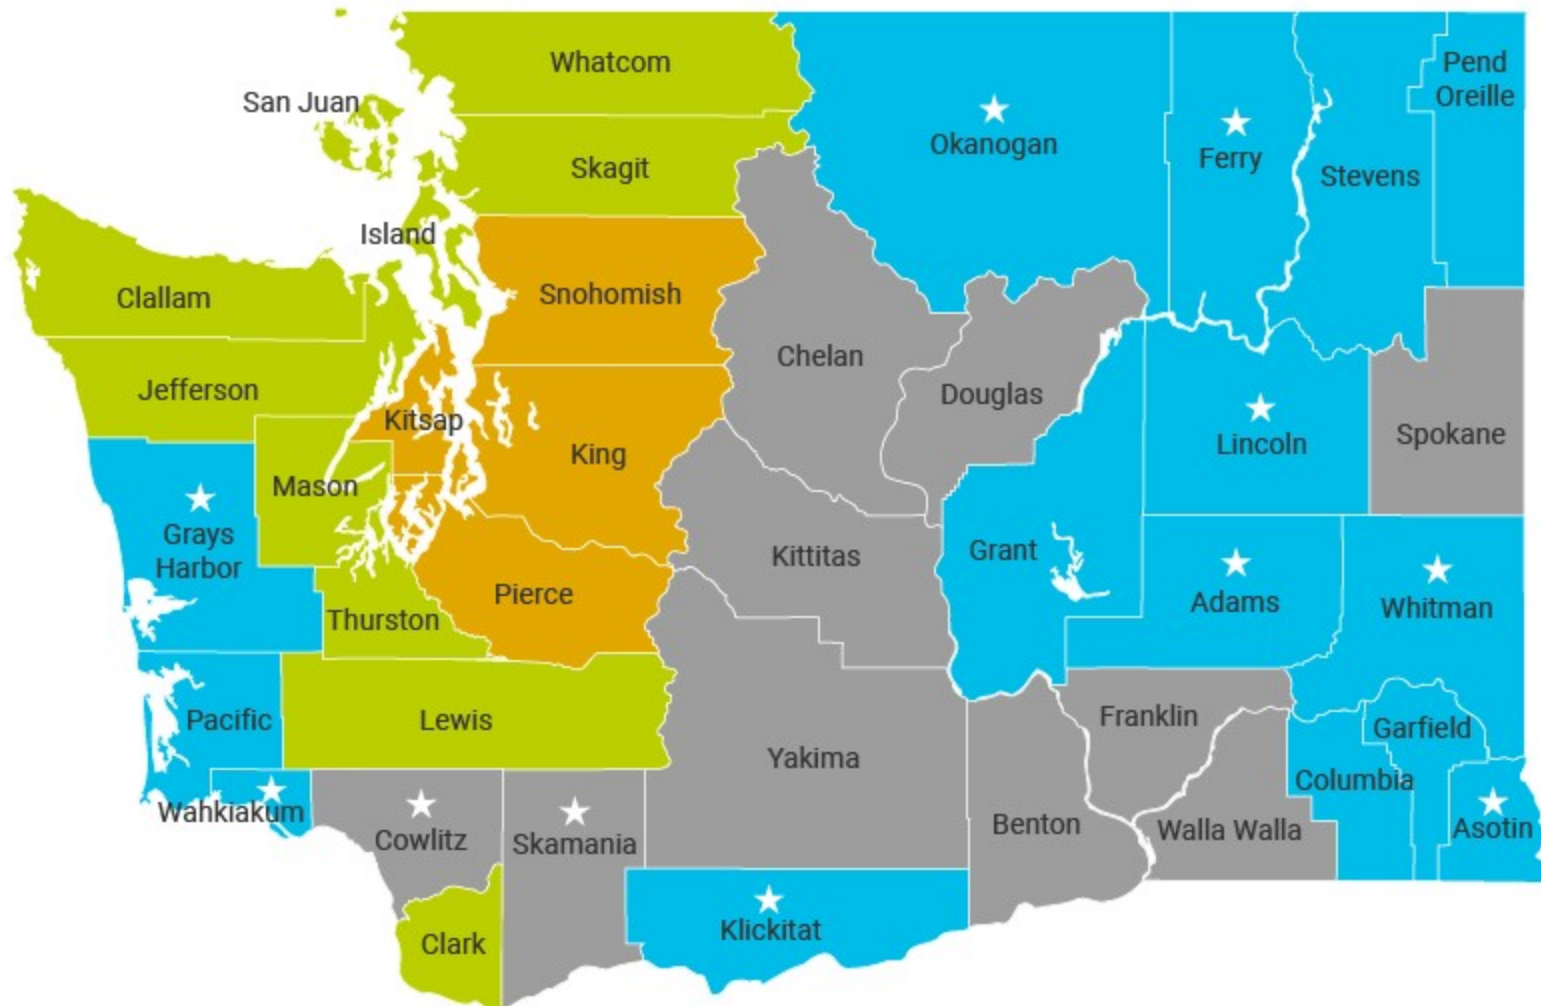 Whatcom
San Juan
Skagit
Island
Clallam
Snohomish
Jefferson
Kitsap
King
Mason
Grays
Harbor
Thurston
Pierce
Pacific
Lewis
Wahkiakum
Cowlitz
Skamania
Clark
Okanogan
Ferry
Stevens
Pend
Oreille
Chelan
Douglas
Lincoln
Spokane
Kittitas
Grant
Adams
Whitman
Yakima
Franklin
Garfield
Columbia
Benton
Walla Walla
Asotin
Klickitat